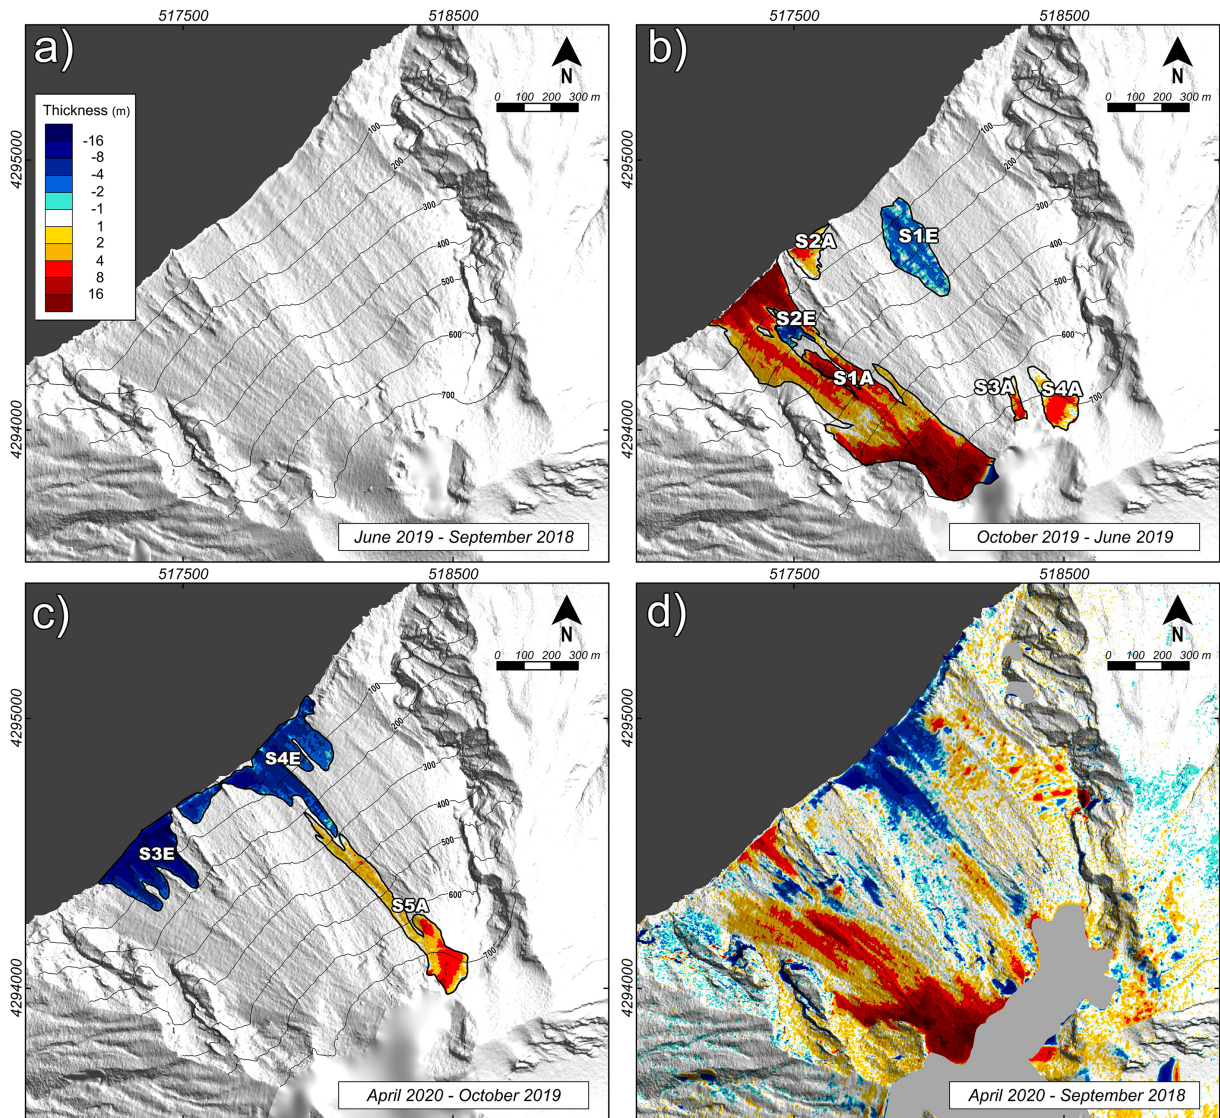 517500
518500
517500
518500
a)
N
0 100 200 300 m
b)
N
0 100 200 300 m
Thickness (m)
-16
-8
-4
-2
-1
1
2
4
8
16
4295000
4294000
100
200
300
400
500
600
700
June 2019 - September 2018
100
200
300
400
500
600
700
S2A
S1E
S2E
S1A
S3A
S4A
October 2019 - June 2019
517500
518500
518500
c)
N
0 100 200 300 m
d)
N
0 100 200 300 m
4295000
4294000
100
200
300
400
500
600
700
S4E
S3E
S5A
April 2020 - October 2019
4295000
4294000
April 2020 - September 2018
4295000
4294000